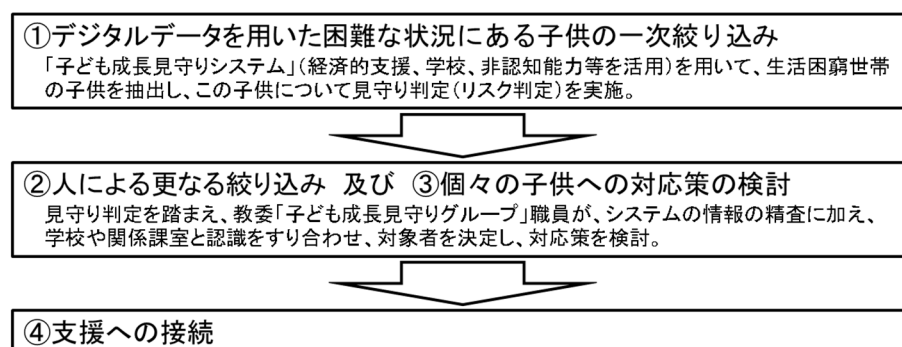 ①デジタルデータを用いた困難な状況にある子供の一次絞り込み
「子ども成長見守りシステム」（経済的支援、学校、非認知能力等を活用）を用いて、生活困窮世帯
の子供を抽出し、この子供について見守り判定（リスク判定）を実施。
②人による更なる絞り込み　及び　③個々の子供への対応策の検討
見守り判定を踏まえ、教委「子ども成長見守りグループ」職員が、システムの情報の精査に加え、
学校や関係課室と認識をすり合わせ、対象者を決定し、対応策を検討。
④支援への接続